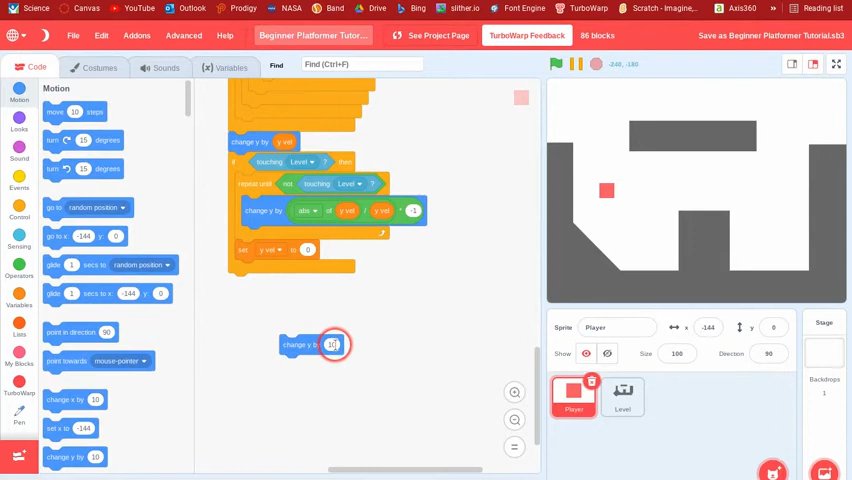 Science Canvas YouTube Outlook Prodigy NASA Band Drive Bing slither.io Font Engine TurboWarp Scratch - Imagine,... Axis360 » Reading list
File Edit Addons Advanced Help Beginner Platformer Tutor... See Project Page TurboWarp Feedback 86 blocks Save as Beginner Platformer Tutorial.sb3
Code Costumes Sounds Variables Find Find (Ctrl+F) -240, -180
Motion
Motion
Looks
Sound
Events
Control
Sensing
Operators
Variables
Lists
My Blocks
TurboWarp
Pen
move 10 steps
turn 15 degrees
turn 15 degrees
go to random position
go to x: -144 y: 0
glide 1 secs to random position
glide 1 secs to x: -144 y: 0
point in direction 90
point towards mouse-pointer
change x by 10
set x to -144
change y by 10
change y by y vel
if touching Level ? then
repeat until not touching Level ?
change y by abs of y vel / y vel * -1
set y vel to 0
change y by 10
Sprite Player x -144 y 0
Show Size 100 Direction 90
Player
Level
Stage
Backdrops
1